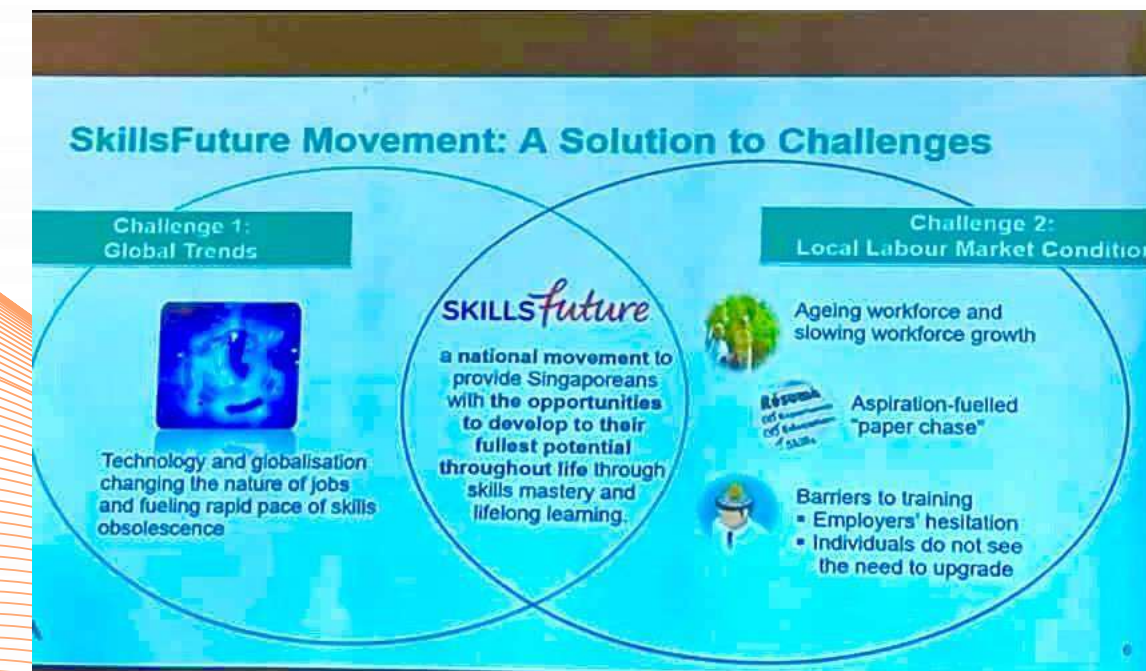 SkillsFuture Movement: A Solution to Challenges
Challenge 1:
Global Trends
Technology and globalisation
changing the nature of jobs
and fueling rapid pace of skills
obsolescence
SKILLSfuture
a national movement to
provide Singaporeans
with the opportunities
to develop to their
fullest potential
throughout life through
skills mastery and
lifelong learning.
Challenge 2:
Local Labour Market Condition
Ageing workforce and
slowing workforce growth
Résumé
Aspiration-fuelled
"paper chase"
Barriers to training
▪ Employers' hesitation
▪ Individuals do not see
the need to upgrade
6